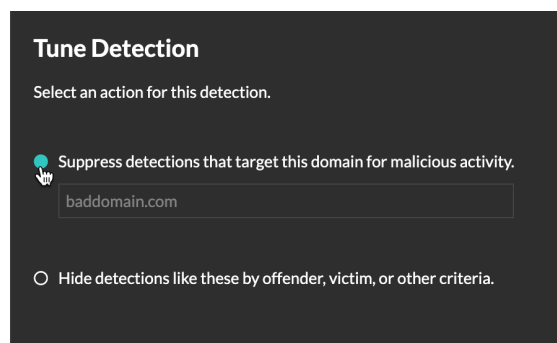 Tune Detection
Select an action for this detection.
Suppress detections that target this domain for malicious activity.
baddomain.com
Hide detections like these by offender, victim, or other criteria.